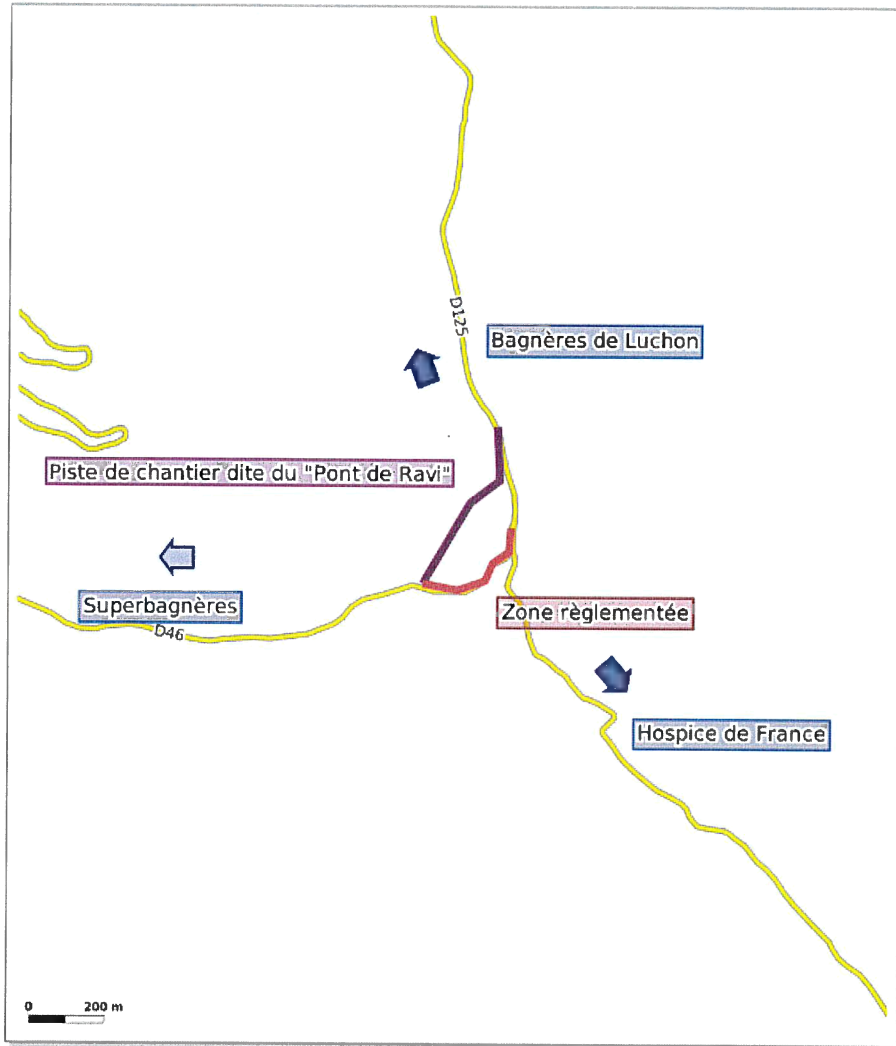 D125
Bagnères de Luchon
Piste de chantier dite du "Pont de Ravi"
Superbagnères
Zone règlementée
D46
Hospice de France
0 200 m